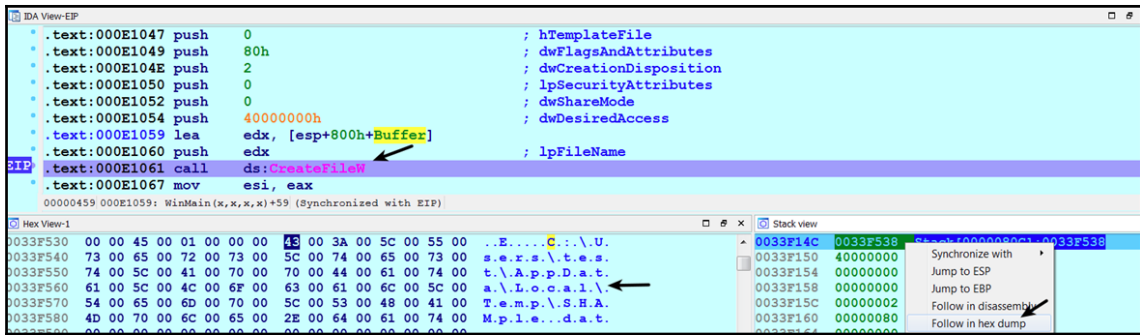 IDA View-EIP
.text:000E1047 push 0 ; hTemplateFile
.text:000E1049 push 80h ; dwFlagsAndAttributes
.text:000E104E push 2 ; dwCreationDisposition
.text:000E1050 push 0 ; lpSecurityAttributes
.text:000E1052 push 0 ; dwShareMode
.text:000E1054 push 40000000h ; dwDesiredAccess
.text:000E1059 lea edx, [esp+800h+Buffer]
.text:000E1060 push edx ; lpFileName
EIP .text:000E1061 call ds:CreateFileW
.text:000E1067 mov esi, eax
00000459 000E1059: WinMain(x,x,x,x)+59 (Synchronized with EIP)
Hex View-1
0033F530 00 00 45 00 01 00 00 00 43 00 3A 00 5C 00 55 00 ..E.....C.:.\.U.
0033F540 73 00 65 00 72 00 73 00 5C 00 74 00 65 00 73 00 s.e.r.s.\.t.e.s.
0033F550 74 00 5C 00 41 00 70 00 70 00 44 00 61 00 74 00 t.\.A.p.p.D.a.t.
0033F560 61 00 5C 00 4C 00 6F 00 63 00 61 00 6C 00 5C 00 a.\.L.o.c.a.l.\.
0033F570 54 00 65 00 6D 00 70 00 5C 00 53 00 48 00 41 00 T.e.m.p.\.S.H.A.
0033F580 4D 00 70 00 6C 00 65 00 2E 00 64 00 61 00 74 00 M.p.l.e...d.a.t.
Stack view
0033F14C 0033F538 Stack[0000080C]:0033F538
0033F150 40000000
0033F154 00000000
0033F158 00000000
0033F15C 00000002
0033F160 00000080
0033F164 00000000
Synchronize with
Jump to ESP
Jump to EBP
Follow in disassembly
Follow in hex dump